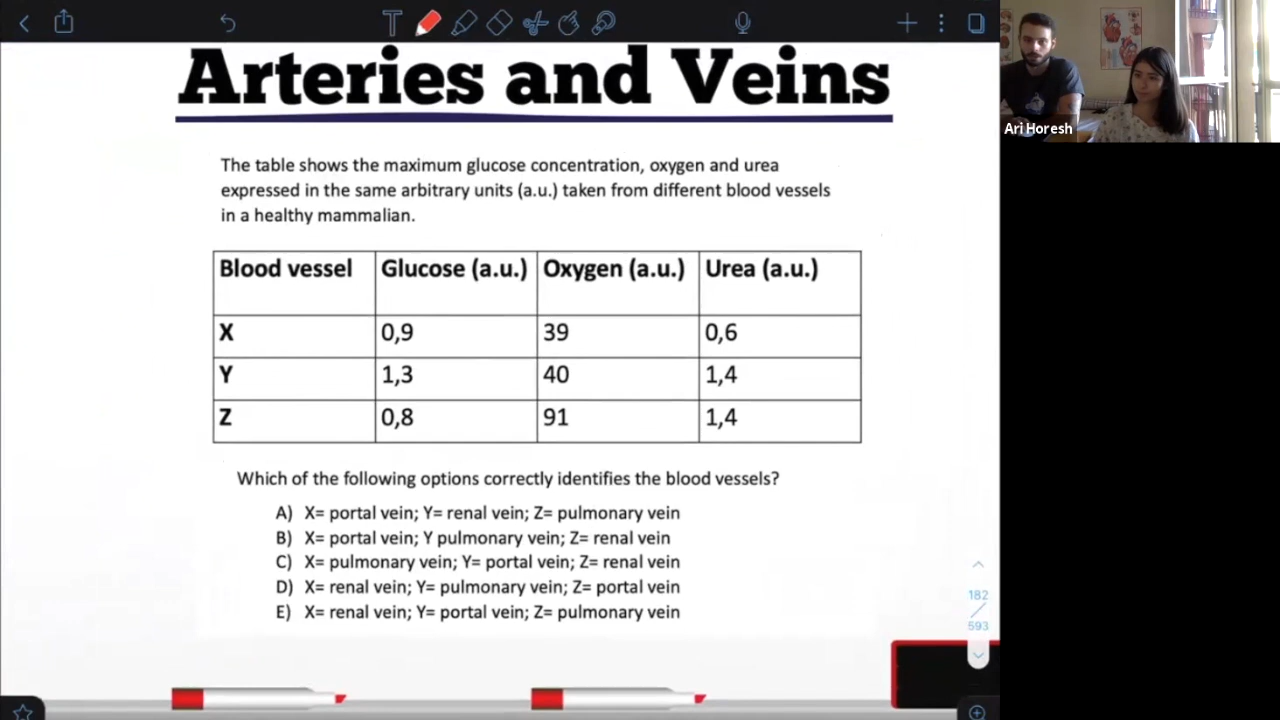 Arteries and Veins
The table shows the maximum glucose concentration, oxygen and urea
expressed in the same arbitrary units (a.u.) taken from different blood vessels
in a healthy mammalian.
Blood vessel Glucose (a.u.) Oxygen (a.u.) Urea (a.u.)
X 0,9 39 0,6
Y 1,3 40 1,4
Z 0,8 91 1,4
Which of the following options correctly identifies the blood vessels?
A) X= portal vein; Y= renal vein; Z= pulmonary vein
B) X= portal vein; Y pulmonary vein; Z= renal vein
C) X= pulmonary vein; Y= portal vein; Z= renal vein
D) X= renal vein; Y= pulmonary vein; Z= portal vein
E) X= renal vein; Y= portal vein; Z= pulmonary vein
182
593
Ari Horesh